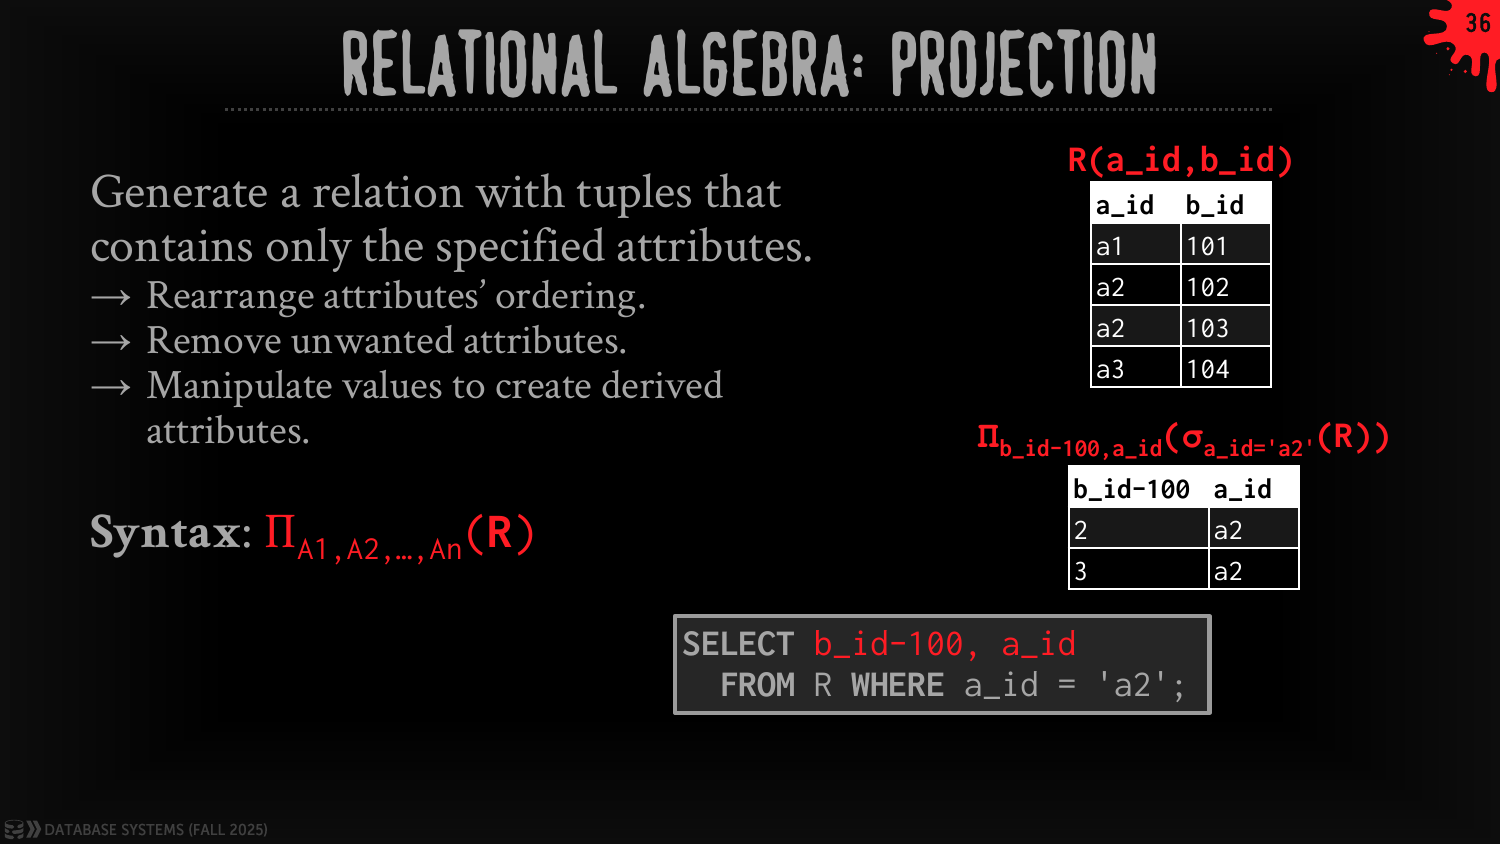 RELATIONAL ALGEBRA: PROJECTION
36
Generate a relation with tuples that
contains only the specified attributes.
→ Rearrange attributes’ ordering.
→ Remove unwanted attributes.
→ Manipulate values to create derived
attributes.
Syntax: Π A1,A2,…,An(R)
R(a_id,b_id)
a_id b_id
a1 101
a2 102
a2 103
a3 104
Π b_id-100,a_id(σ a_id='a2'(R))
b_id-100 a_id
2 a2
3 a2
SELECT b_id-100, a_id
FROM R WHERE a_id = 'a2';
DATABASE SYSTEMS (FALL 2025)